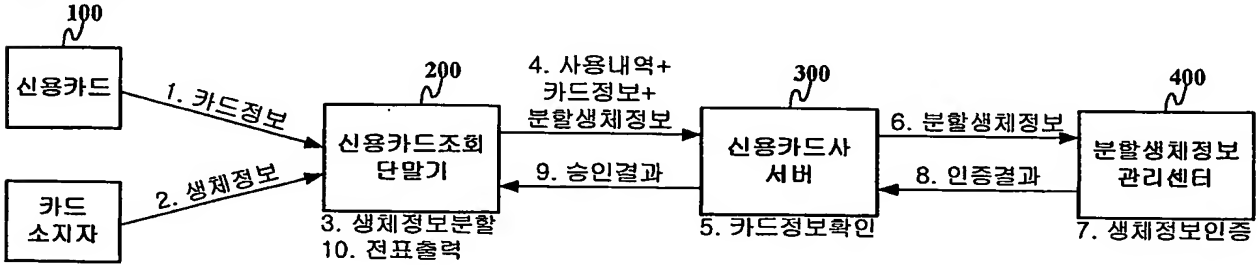 100
신용카드
1. 카드정보
2. 생체정보
카드
소지자
200
신용카드조회
단말기
3. 생체정보분할
10. 전표출력
4. 사용내역+
카드정보+
분할생체정보
9. 승인결과
300
신용카드사
서버
5. 카드정보확인
6. 분할생체정보
8. 인증결과
400
분할생체정보
관리센터
7. 생체정보인증